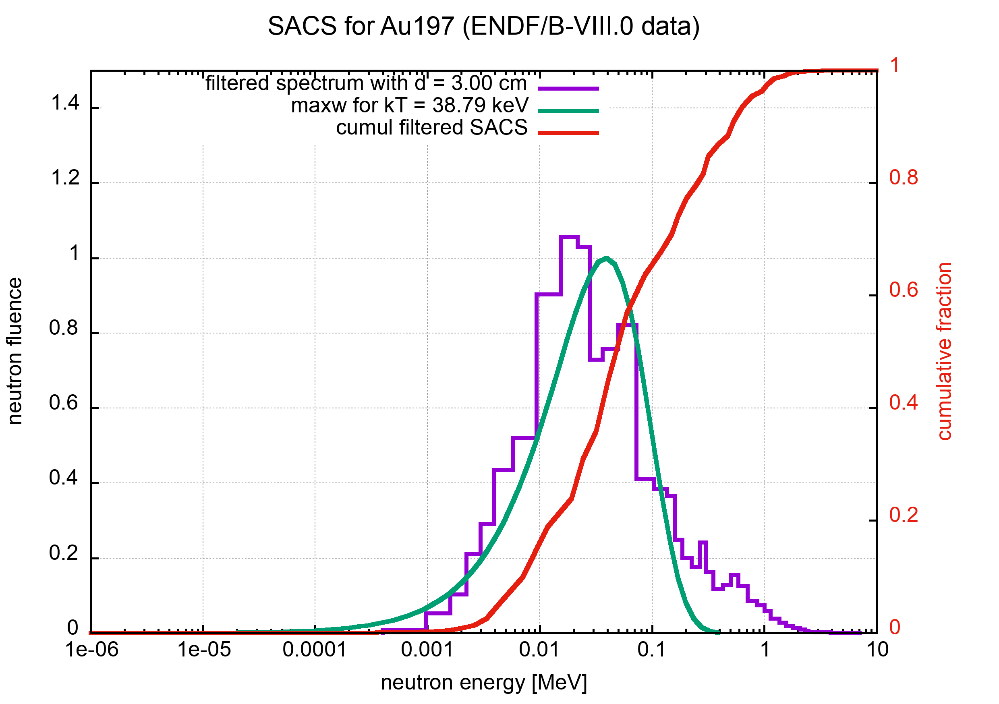 SACS for Au197 (ENDF/B-VIII.0 data)
filtered spectrum with d = 3.00 cm
maxw for kT = 38.79 keV
cumul filtered SACS
neutron fluence
1.4
1.2
1
0.8
0.6
0.4
0.2
0
1
0.8
0.6
0.4
0.2
0
cumulative fraction
1e-06 1e-05 0.0001 0.001 0.01 0.1 1 10
neutron energy [MeV]